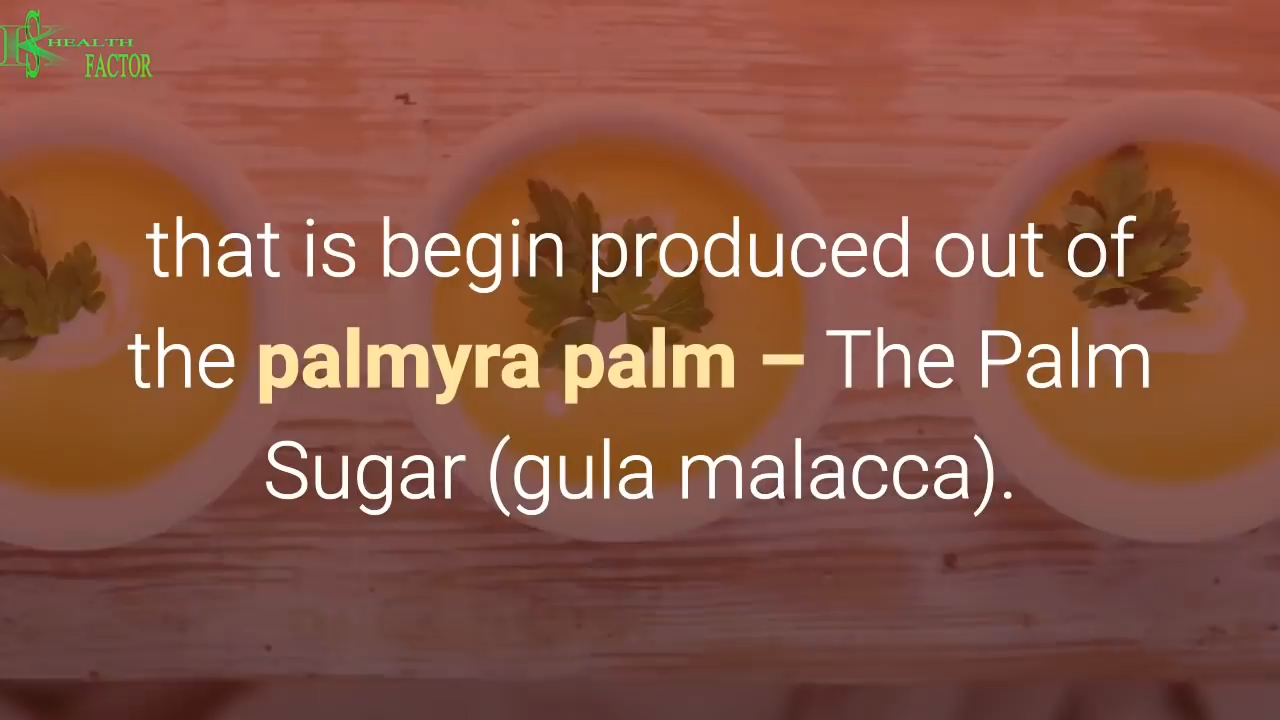 HEALTH
FACTOR
that is begin produced out of
the palmyra palm – The Palm
Sugar (gula malacca).